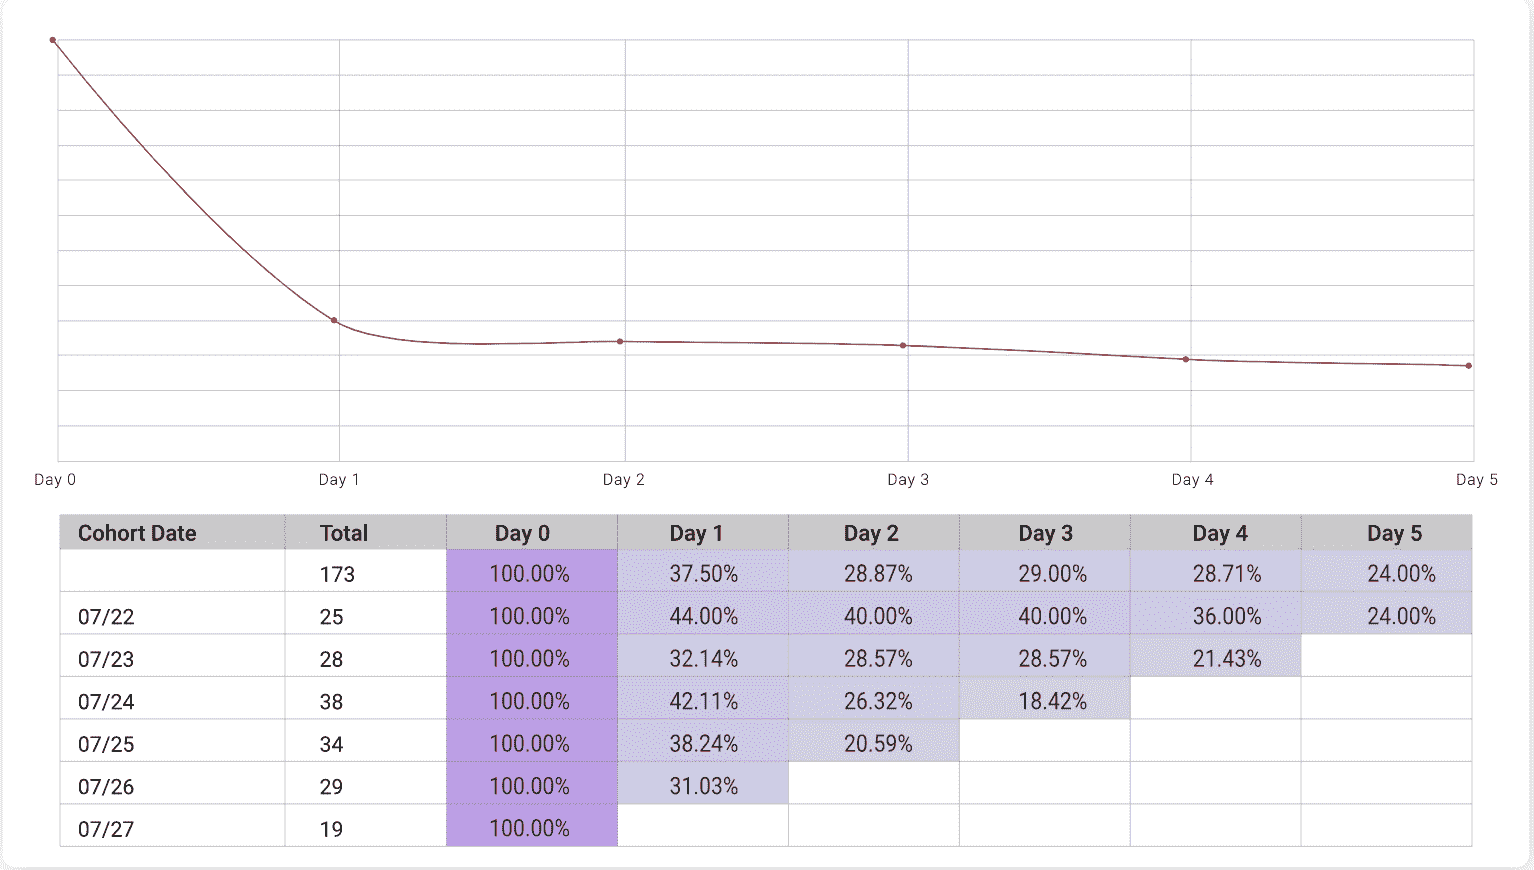 Day 0 Day 1 Day 2 Day 3 Day 4 Day 5
Cohort Date Total Day 0 Day 1 Day 2 Day 3 Day 4 Day 5
173 100.00% 37.50% 28.87% 29.00% 28.71% 24.00%
07/22 25 100.00% 44.00% 40.00% 40.00% 36.00% 24.00%
07/23 28 100.00% 32.14% 28.57% 28.57% 21.43%
07/24 38 100.00% 42.11% 26.32% 18.42%
07/25 34 100.00% 38.24% 20.59%
07/26 29 100.00% 31.03%
07/27 19 100.00%